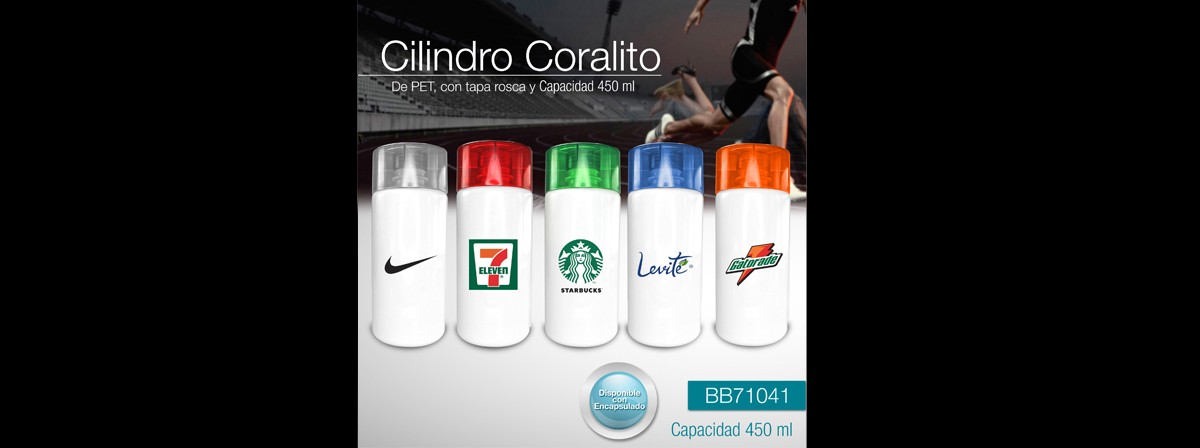 Cilindro Coralito
De PET, con tapa rosca y Capacidad 450 ml
7
ELEVEN
STARBUCKS
Levité
Gatorade
Disponible
con
Encapsulado
BB71041
Capacidad 450 ml